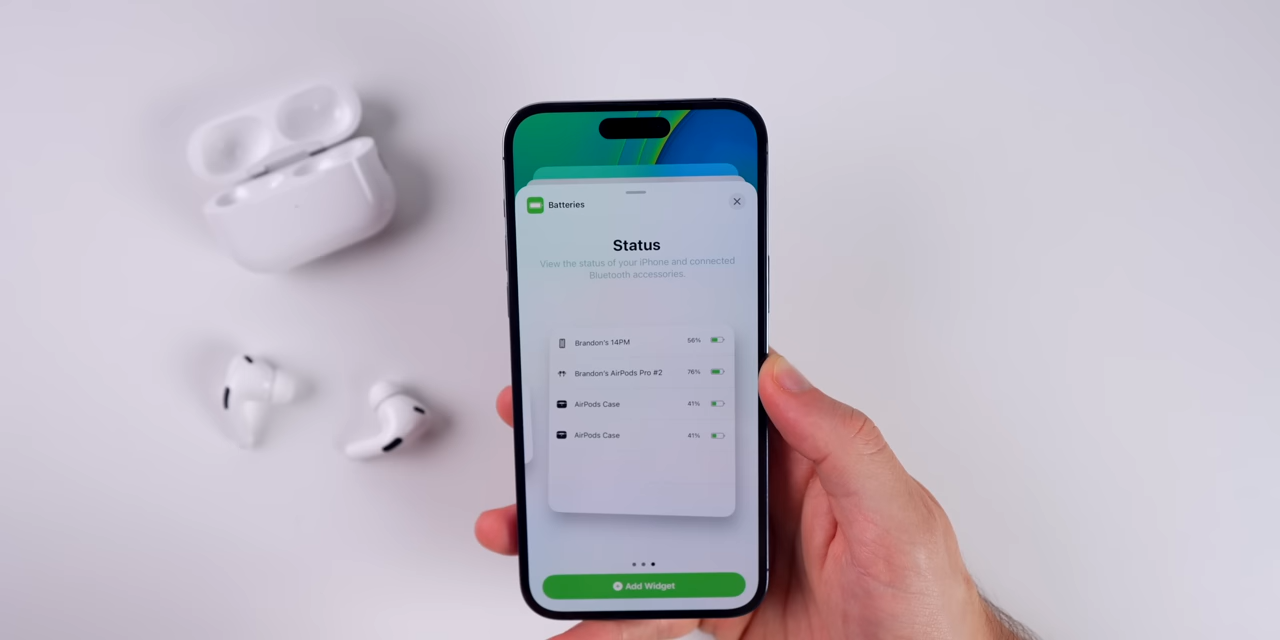 Batteries
Status
View the status of your iPhone and connected
Bluetooth accessories.
Brandon's 14PM 56%
Brandon's AirPods Pro #2 76%
AirPods Case 41%
AirPods Case 41%
Add Widget